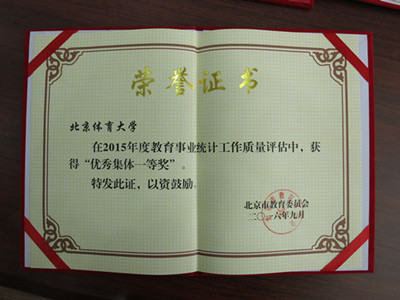 荣誉证书
北京体育大学
在2015年度教育事业统计工作质量评估中，获
得“优秀集体一等奖”。
特发此证，以资鼓励。
北京市教育委员会
二〇一六年九月